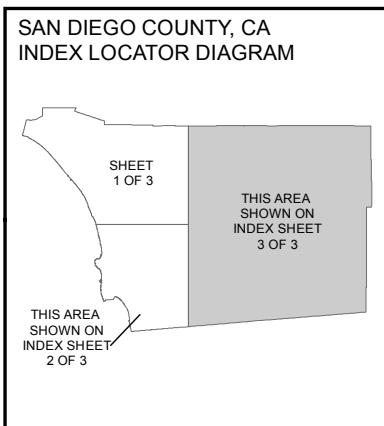 SAN DIEGO COUNTY, CA
INDEX LOCATOR DIAGRAM
SHEET
1 OF 3
THIS AREA
SHOWN ON
INDEX SHEET
3 OF 3
THIS AREA
SHOWN ON
INDEX SHEET
2 OF 3